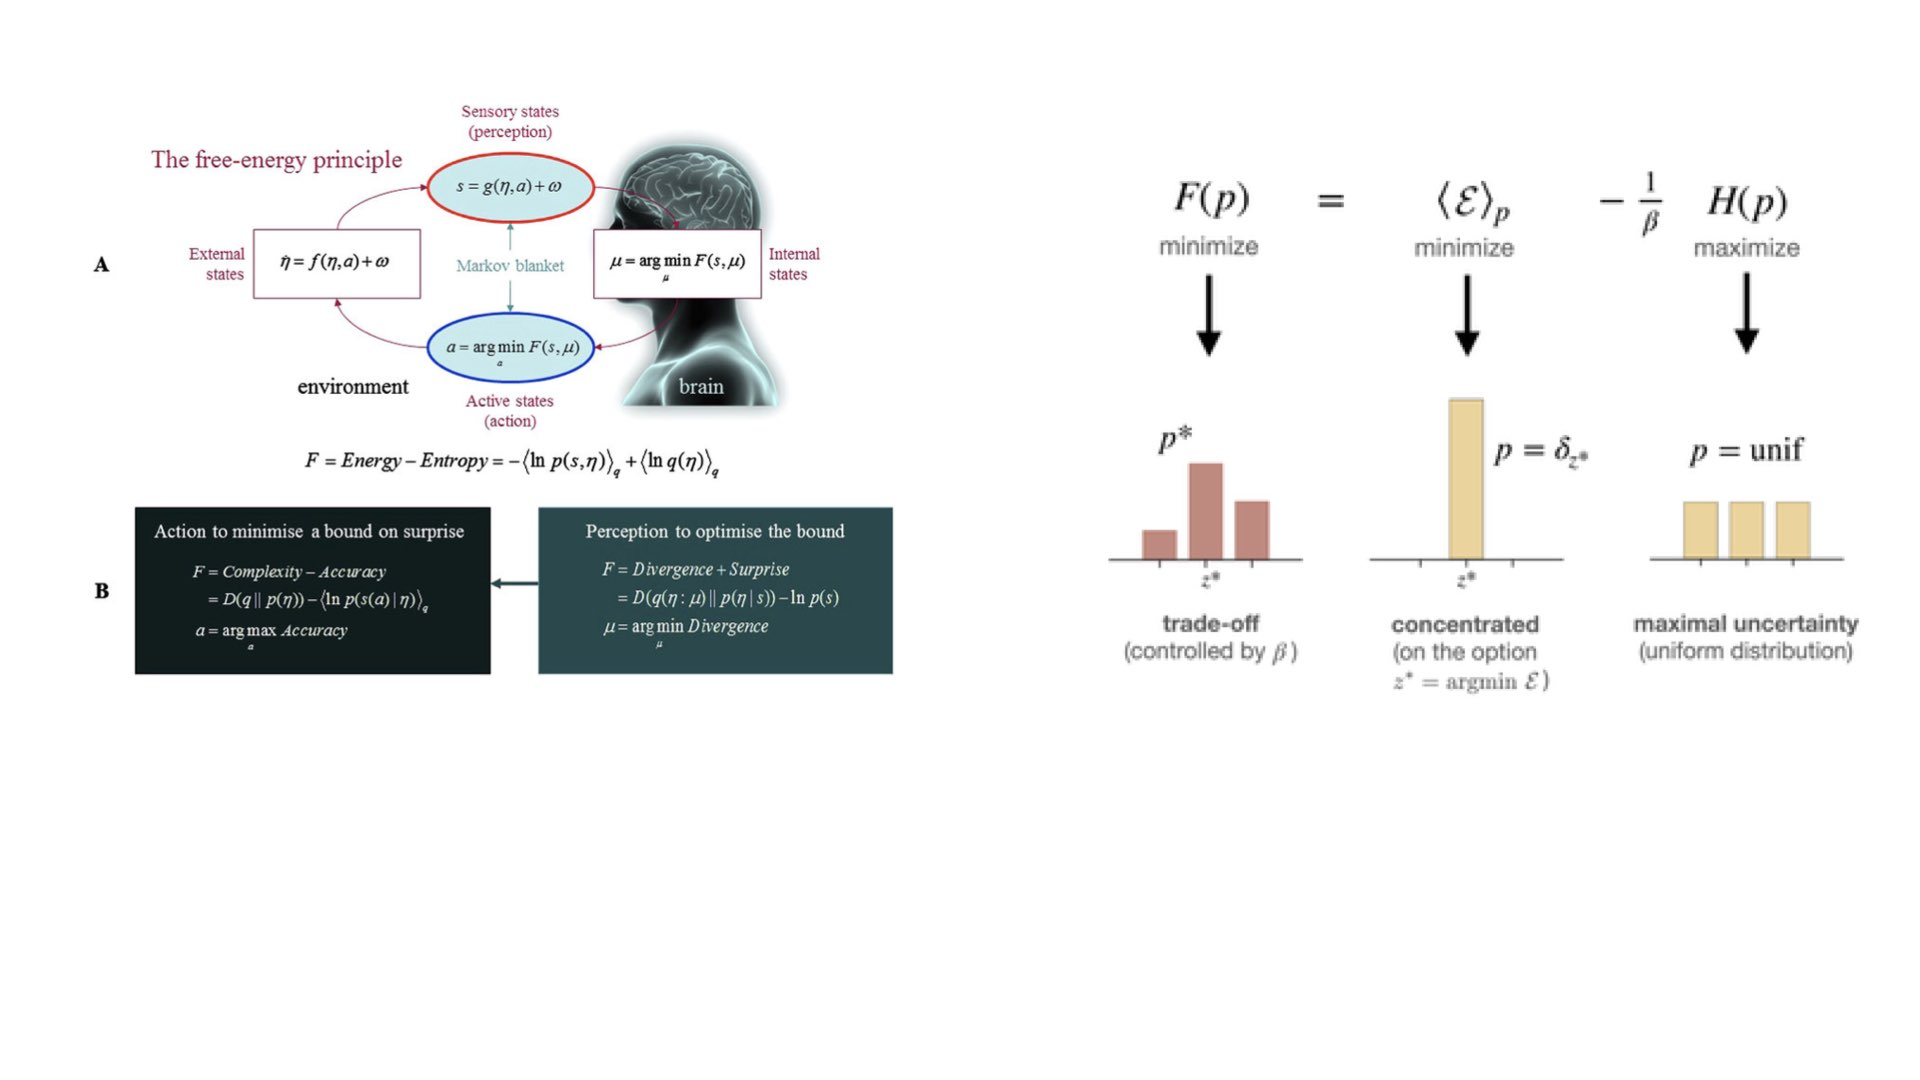 Sensory states
(perception)
The free-energy principle
s = g(η,a) + ω
External
states
η̇ = f(η,a) + ω
Markov blanket
μ = arg min F(s,μ)
μ
Internal
states
A
a = arg min F(s,μ)
a
environment
brain
Active states
(action)
F = Energy – Entropy = –⟨ln p(s,η)⟩q + ⟨ln q(η)⟩q
B
Action to minimise a bound on surprise
F = Complexity – Accuracy
= D(q || p(η)) – ⟨ln p(s(a) | η)⟩q
a = arg max Accuracy
a
Perception to optimise the bound
F = Divergence + Surprise
= D(q(η : μ) || p(η | s)) – ln p(s)
μ = arg min Divergence
μ
F(p) = ⟨ℰ⟩p – 1/β H(p)
minimize minimize maximize
p*
z*
trade-off
(controlled by β)
p = δz*
z*
concentrated
(on the option
z* = argmin ℰ)
p = unif
maximal uncertainty
(uniform distribution)